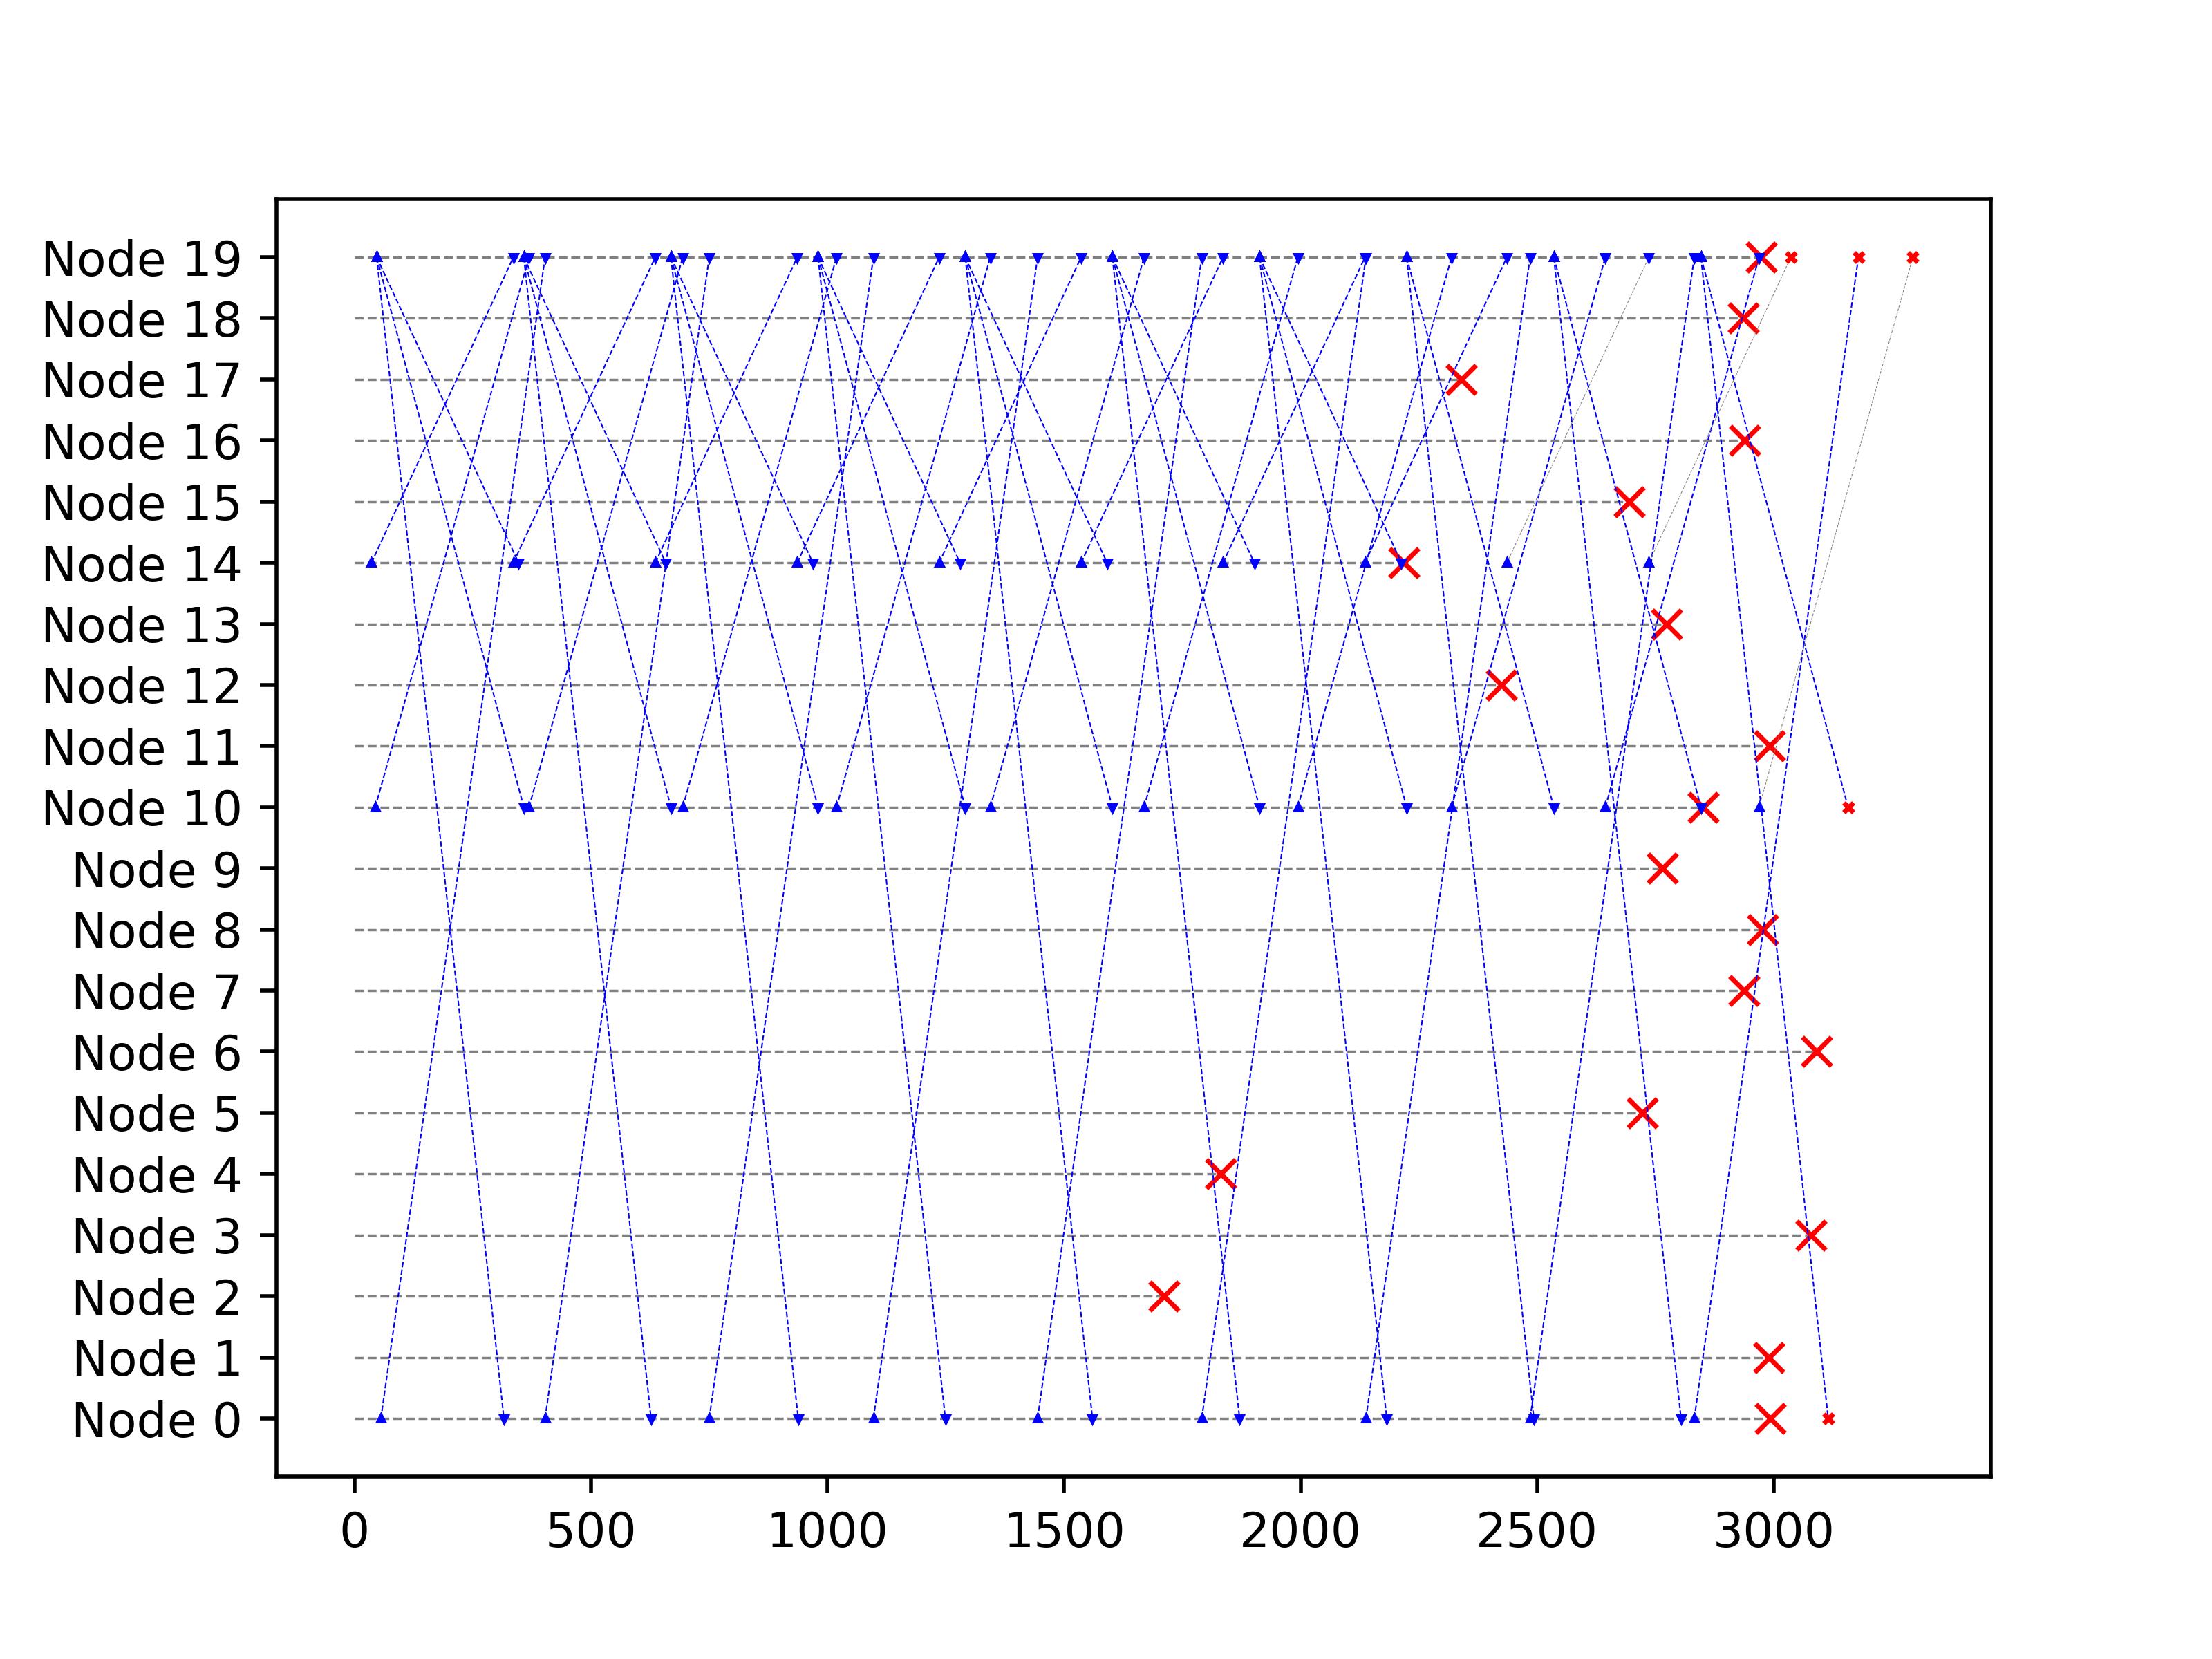 Node 19
Node 18
Node 17
Node 16
Node 15
Node 14
Node 13
Node 12
Node 11
Node 10
Node 9
Node 8
Node 7
Node 6
Node 5
Node 4
Node 3
Node 2
Node 1
Node 0
0 500 1000 1500 2000 2500 3000